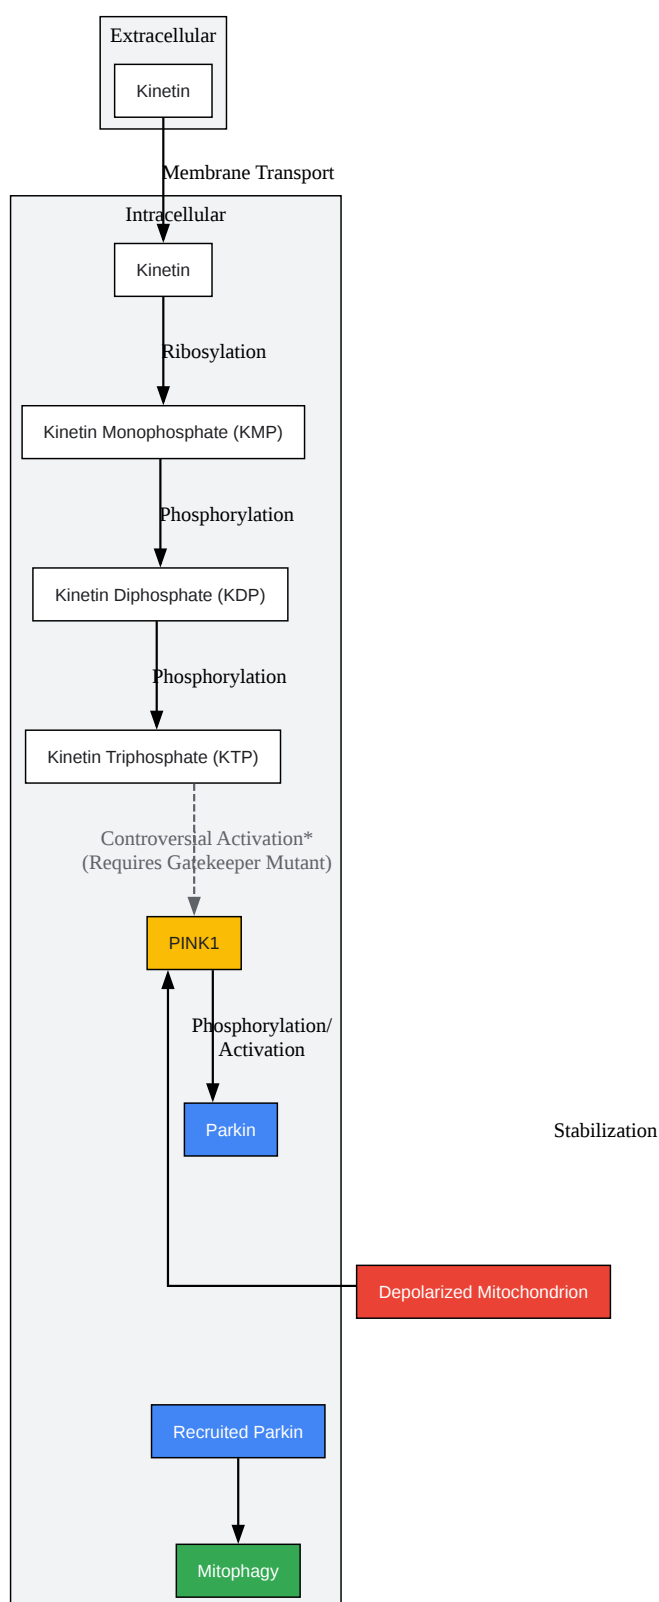 Extracellular
Kinetin
Membrane Transport
Intracellular
Kinetin
Ribosylation
Kinetin Monophosphate (KMP)
Phosphorylation
Kinetin Diphosphate (KDP)
Phosphorylation
Kinetin Triphosphate (KTP)
Controversial Activation*
(Requires Gatekeeper Mutant)
PINK1
Phosphorylation/
Activation
Parkin
Stabilization
Depolarized Mitochondrion
Recruited Parkin
Mitophagy